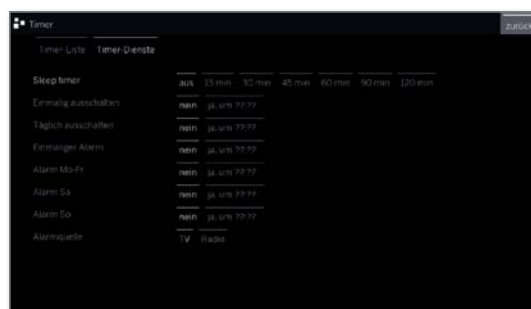 Timer
zurück
Timer-Liste Timer-Dienste
Sleep timer aus 15 min 30 min 45 min 60 min 90 min 120 min
Einmalig ausschalten nein ja, um ??:??
Täglich ausschalten nein ja, um ??:??
Einmaliger Alarm nein ja, um ??:??
Alarm Mo-Fr nein ja, um ??:??
Alarm Sa nein ja, um ??:??
Alarm So nein ja, um ??:??
Alarmquelle TV Radio